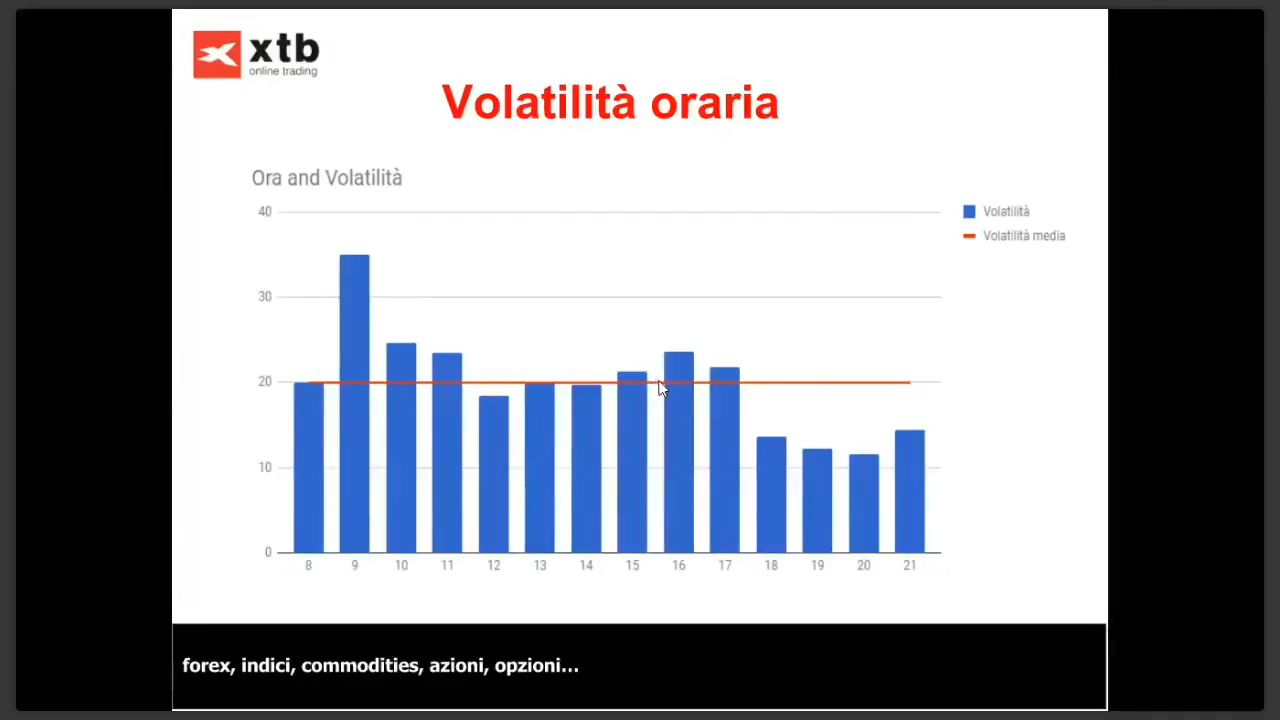 xtb
online trading
Volatilità oraria
Ora and Volatilità
40
30
20
10
0
8 9 10 11 12 13 14 15 16 17 18 19 20 21
Volatilità
Volatilità media
forex, indici, commodities, azioni, opzioni...